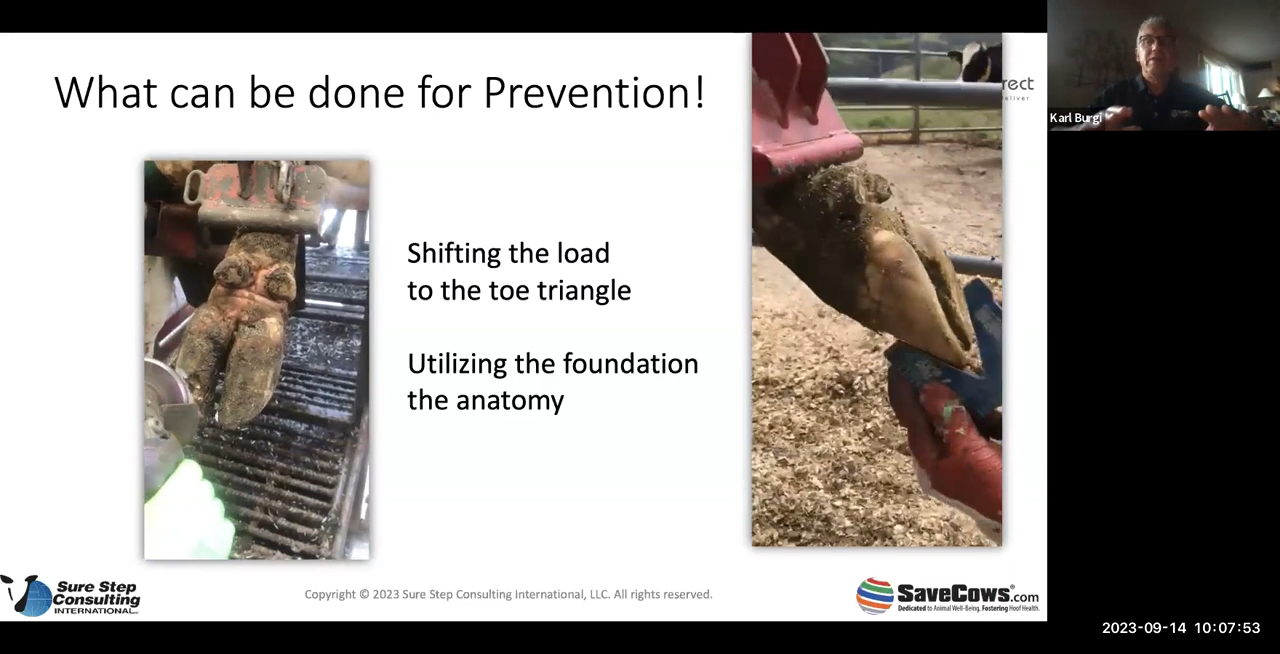 What can be done for Prevention!
rect
eliver
Karl Burgi
Shifting the load
to the toe triangle
Utilizing the foundation
the anatomy
Sure Step
Consulting
INTERNATIONAL
Copyright © 2023 Sure Step Consulting International, LLC. All rights reserved.
SaveCows®.com
Dedicated to Animal Well-Being. Fostering Hoof Health.
2023-09-14 10:07:53